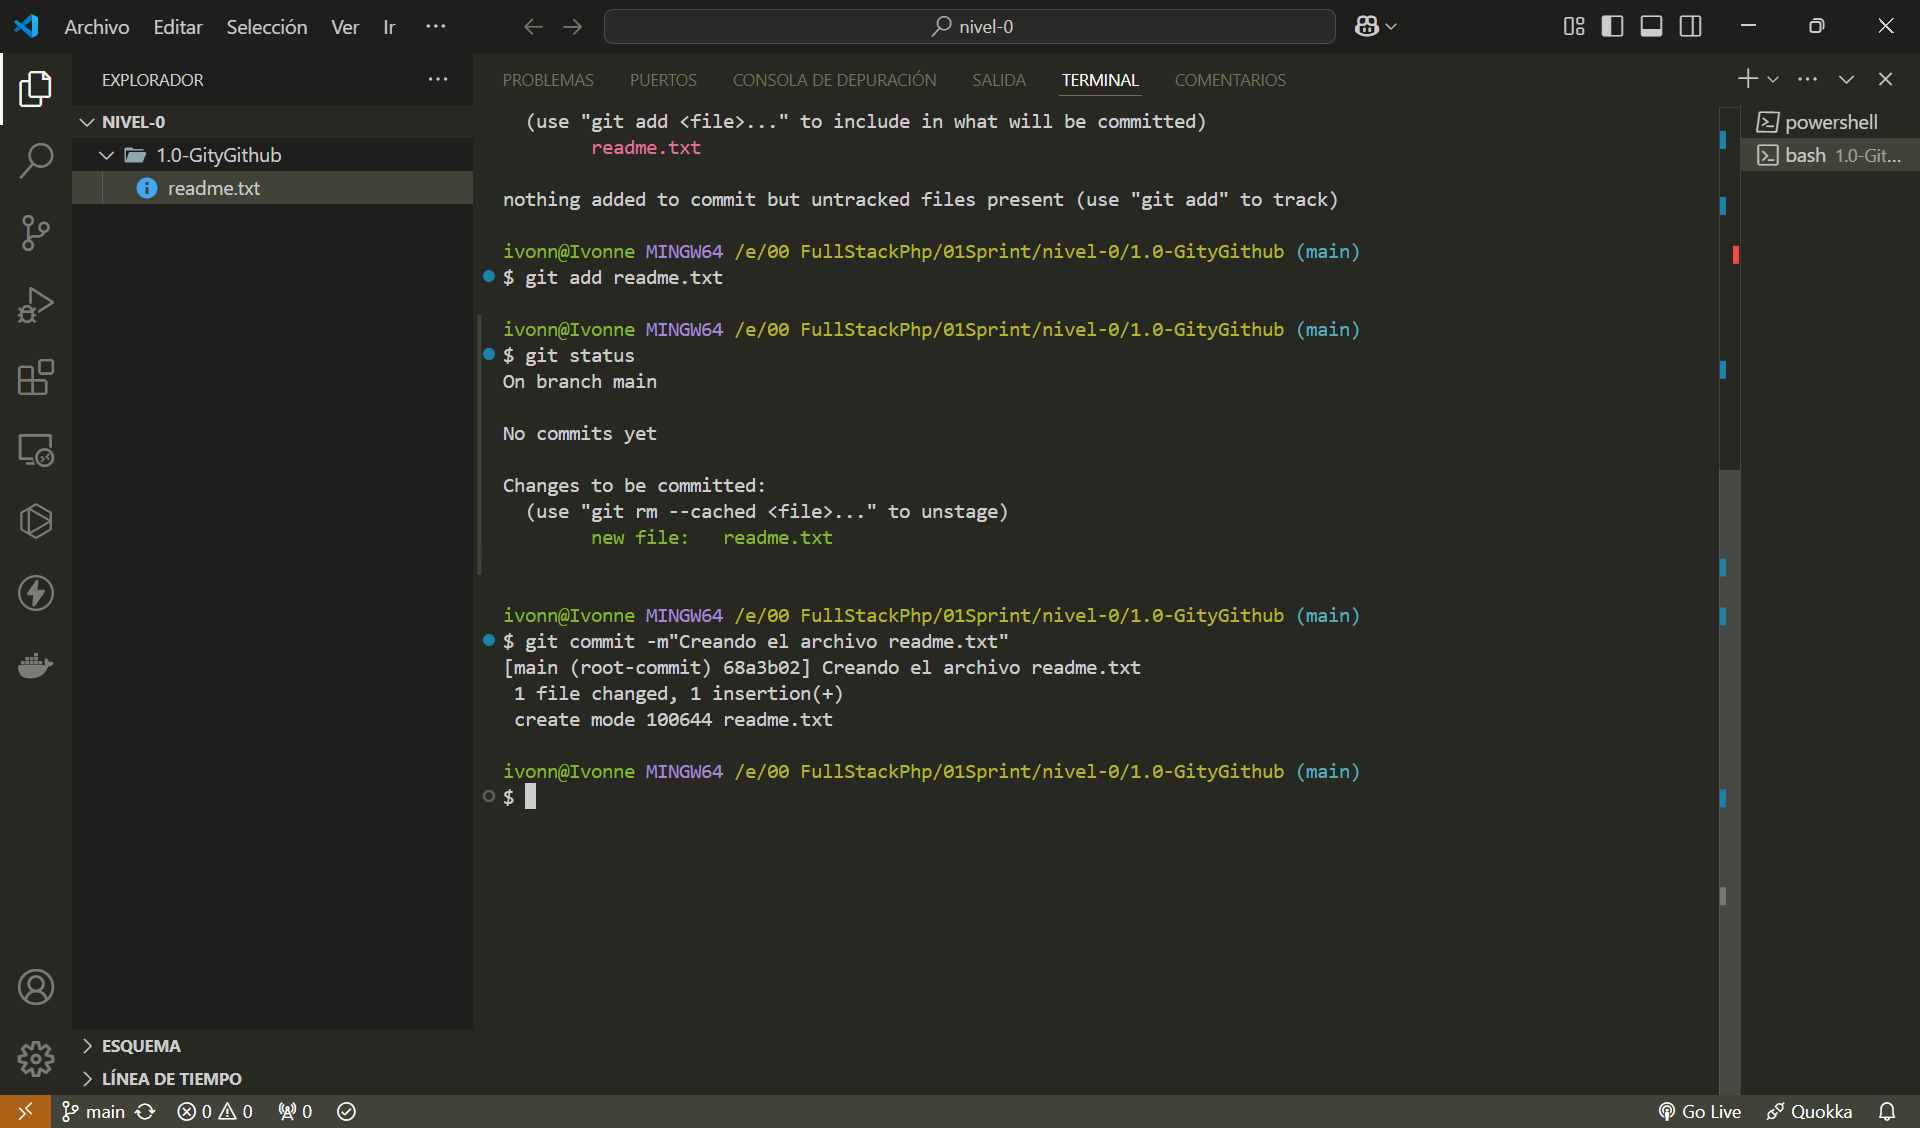 Archivo Editar Selección Ver Ir ···
nivel-0
EXPLORADOR ···
NIVEL-0
1.0-GityGithub
readme.txt
ESQUEMA
LÍNEA DE TIEMPO
PROBLEMAS PUERTOS CONSOLA DE DEPURACIÓN SALIDA TERMINAL COMENTARIOS
(use "git add <file>..." to include in what will be committed)
readme.txt
nothing added to commit but untracked files present (use "git add" to track)
ivonn@Ivonne MINGW64 /e/00 FullStackPhp/01Sprint/nivel-0/1.0-GityGithub (main)
$ git add readme.txt
ivonn@Ivonne MINGW64 /e/00 FullStackPhp/01Sprint/nivel-0/1.0-GityGithub (main)
$ git status
On branch main
No commits yet
Changes to be committed:
(use "git rm --cached <file>..." to unstage)
new file:   readme.txt
ivonn@Ivonne MINGW64 /e/00 FullStackPhp/01Sprint/nivel-0/1.0-GityGithub (main)
$ git commit -m"Creando el archivo readme.txt"
[main (root-commit) 68a3b02] Creando el archivo readme.txt
1 file changed, 1 insertion(+)
create mode 100644 readme.txt
ivonn@Ivonne MINGW64 /e/00 FullStackPhp/01Sprint/nivel-0/1.0-GityGithub (main)
$
powershell
bash 1.0-Git...
main 0 0 0 Go Live Quokka